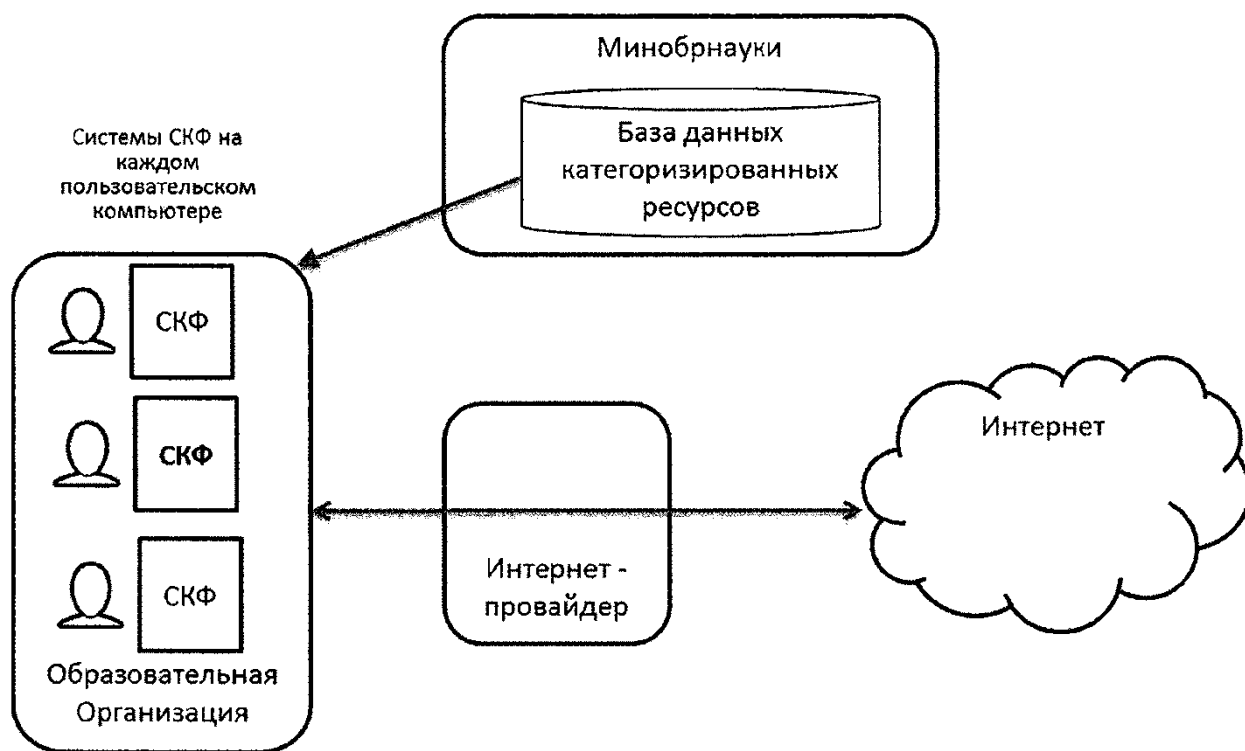 Минобрнауки
База данных
категоризированных
ресурсов
Системы СКФ на
каждом
пользовательском
компьютере
СКФ
СКФ
СКФ
Образовательная
Организация
Интернет -
провайдер
Интернет